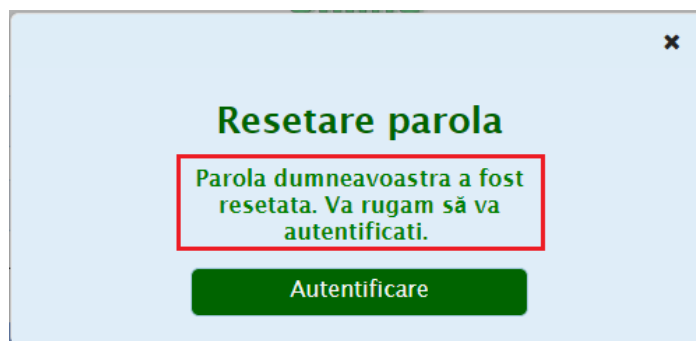 Resetare parola
Parola dumneavoastra a fost
resetata. Va rugam să va
autentificati.
Autentificare